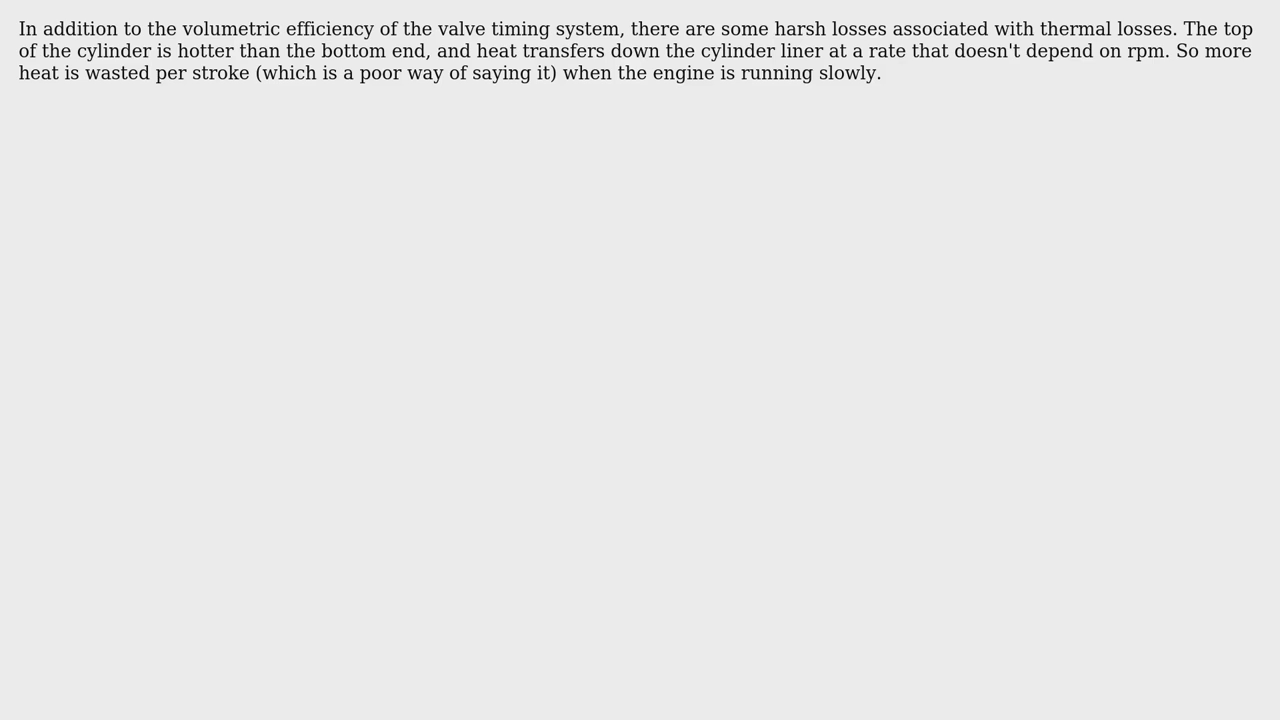 In addition to the volumetric efficiency of the valve timing system, there are some harsh losses associated with thermal losses. The top
of the cylinder is hotter than the bottom end, and heat transfers down the cylinder liner at a rate that doesn't depend on rpm. So more
heat is wasted per stroke (which is a poor way of saying it) when the engine is running slowly.